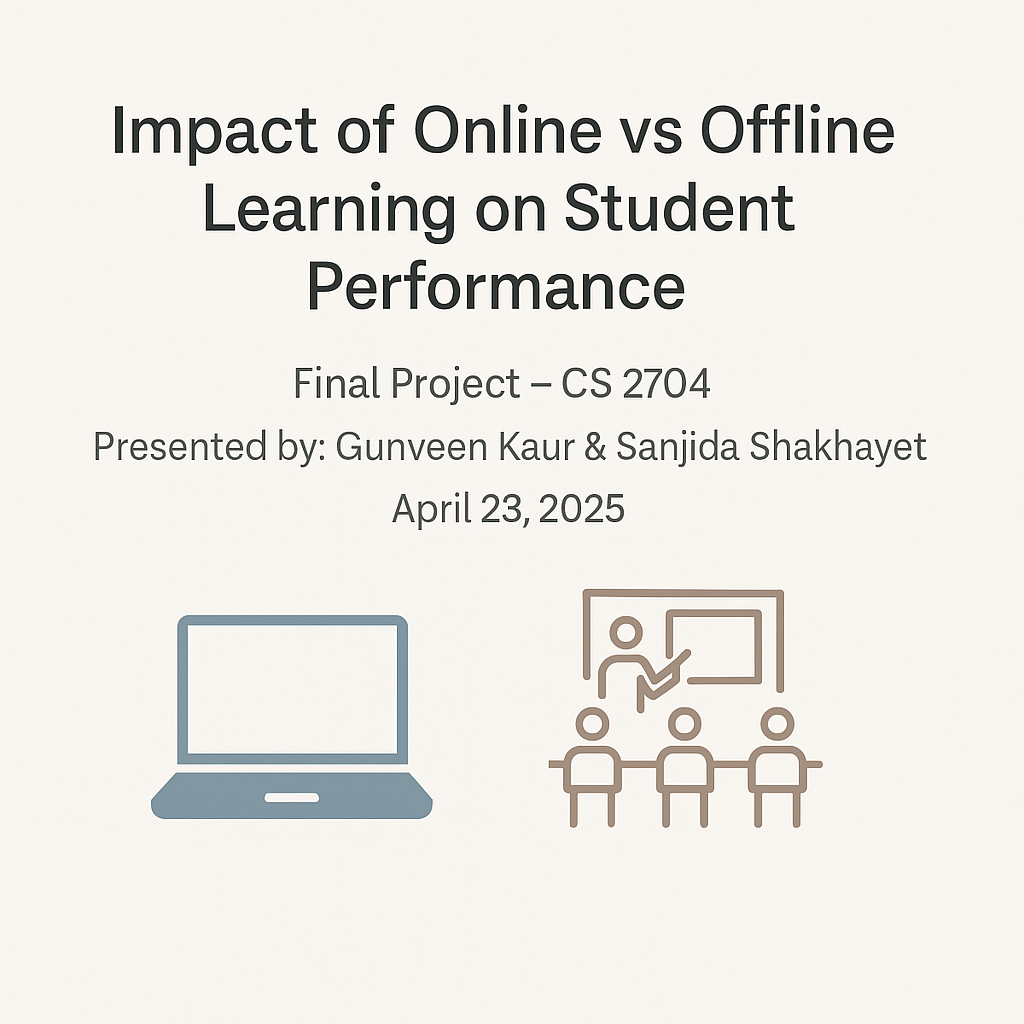 Impact of Online vs Offline
Learning on Student
Performance
Final Project – CS 2704
Presented by: Gunveen Kaur & Sanjida Shakhayet
April 23, 2025